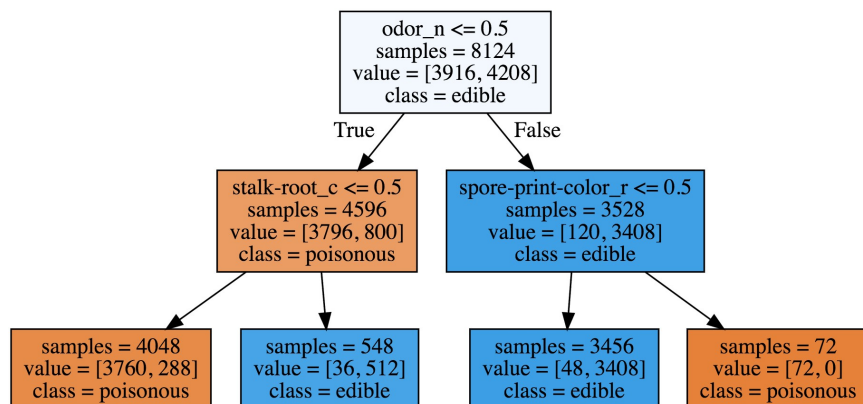 odor_n <= 0.5
samples = 8124
value = [3916, 4208]
class = edible
True
False
stalk-root_c <= 0.5
samples = 4596
value = [3796, 800]
class = poisonous
spore-print-color_r <= 0.5
samples = 3528
value = [120, 3408]
class = edible
samples = 4048
value = [3760, 288]
class = poisonous
samples = 548
value = [36, 512]
class = edible
samples = 3456
value = [48, 3408]
class = edible
samples = 72
value = [72, 0]
class = poisonous